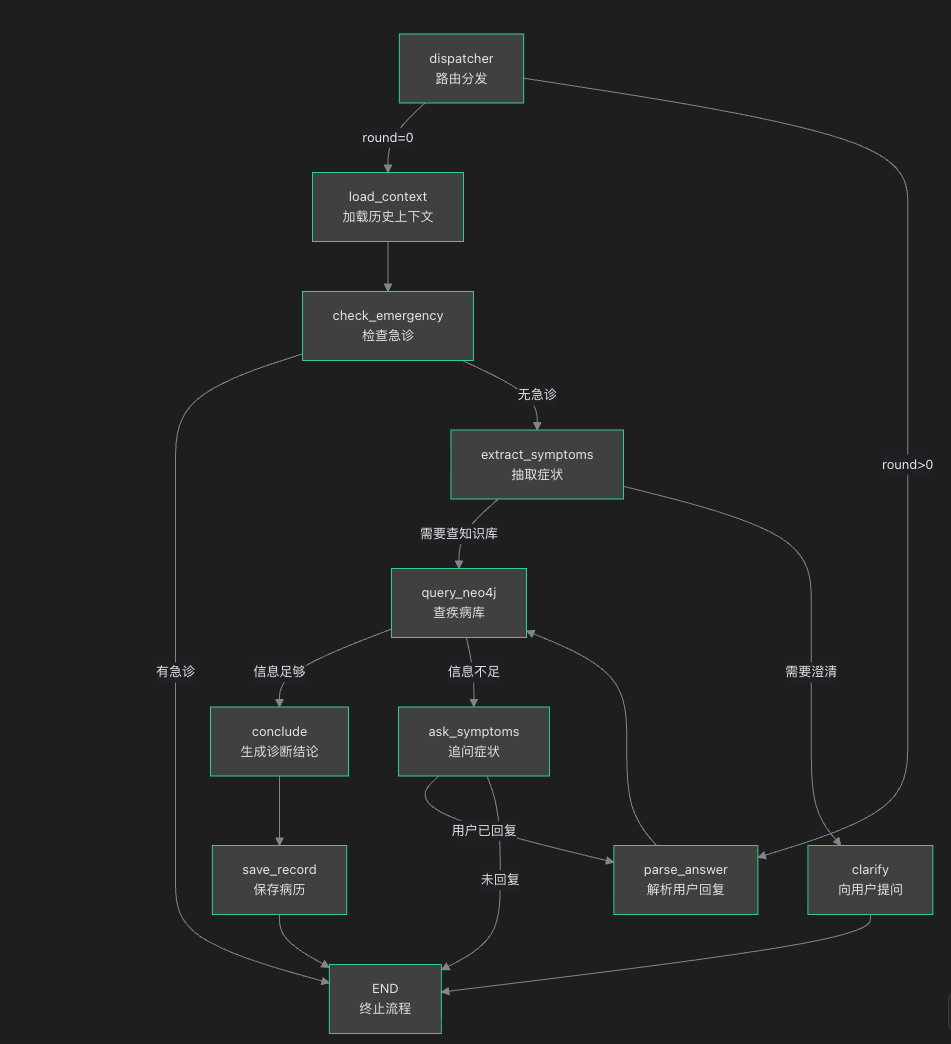 dispatcher
路由分发
round=0
load_context
加载历史上下文
check_emergency
检查急诊
无急诊
extract_symptoms
抽取症状
round>0
需要查知识库
query_neo4j
查疾病库
有急诊
信息足够
信息不足
需要澄清
conclude
生成诊断结论
ask_symptoms
追问症状
用户已回复
save_record
保存病历
未回复
parse_answer
解析用户回复
clarify
向用户提问
END
终止流程